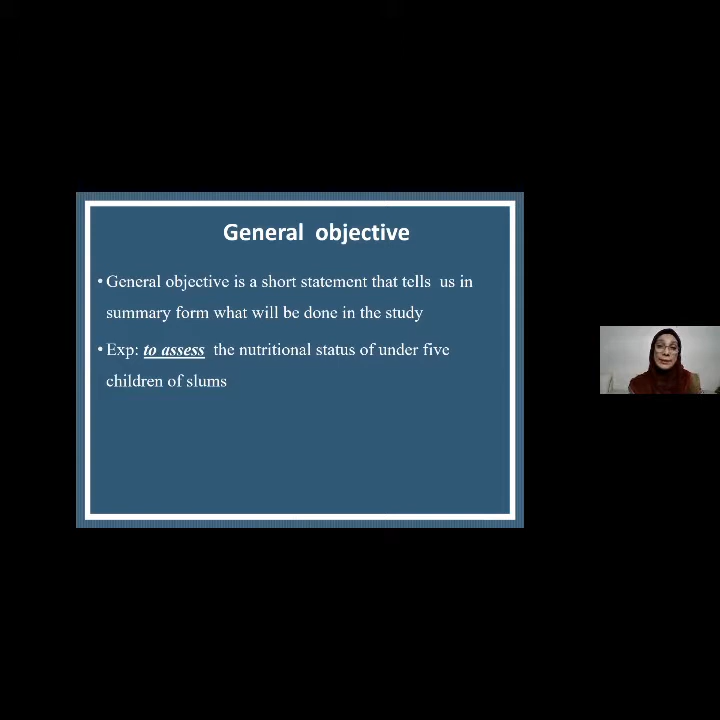 General objective
• General objective is a short statement that tells us in
summary form what will be done in the study
• Exp: to assess the nutritional status of under five
children of slums